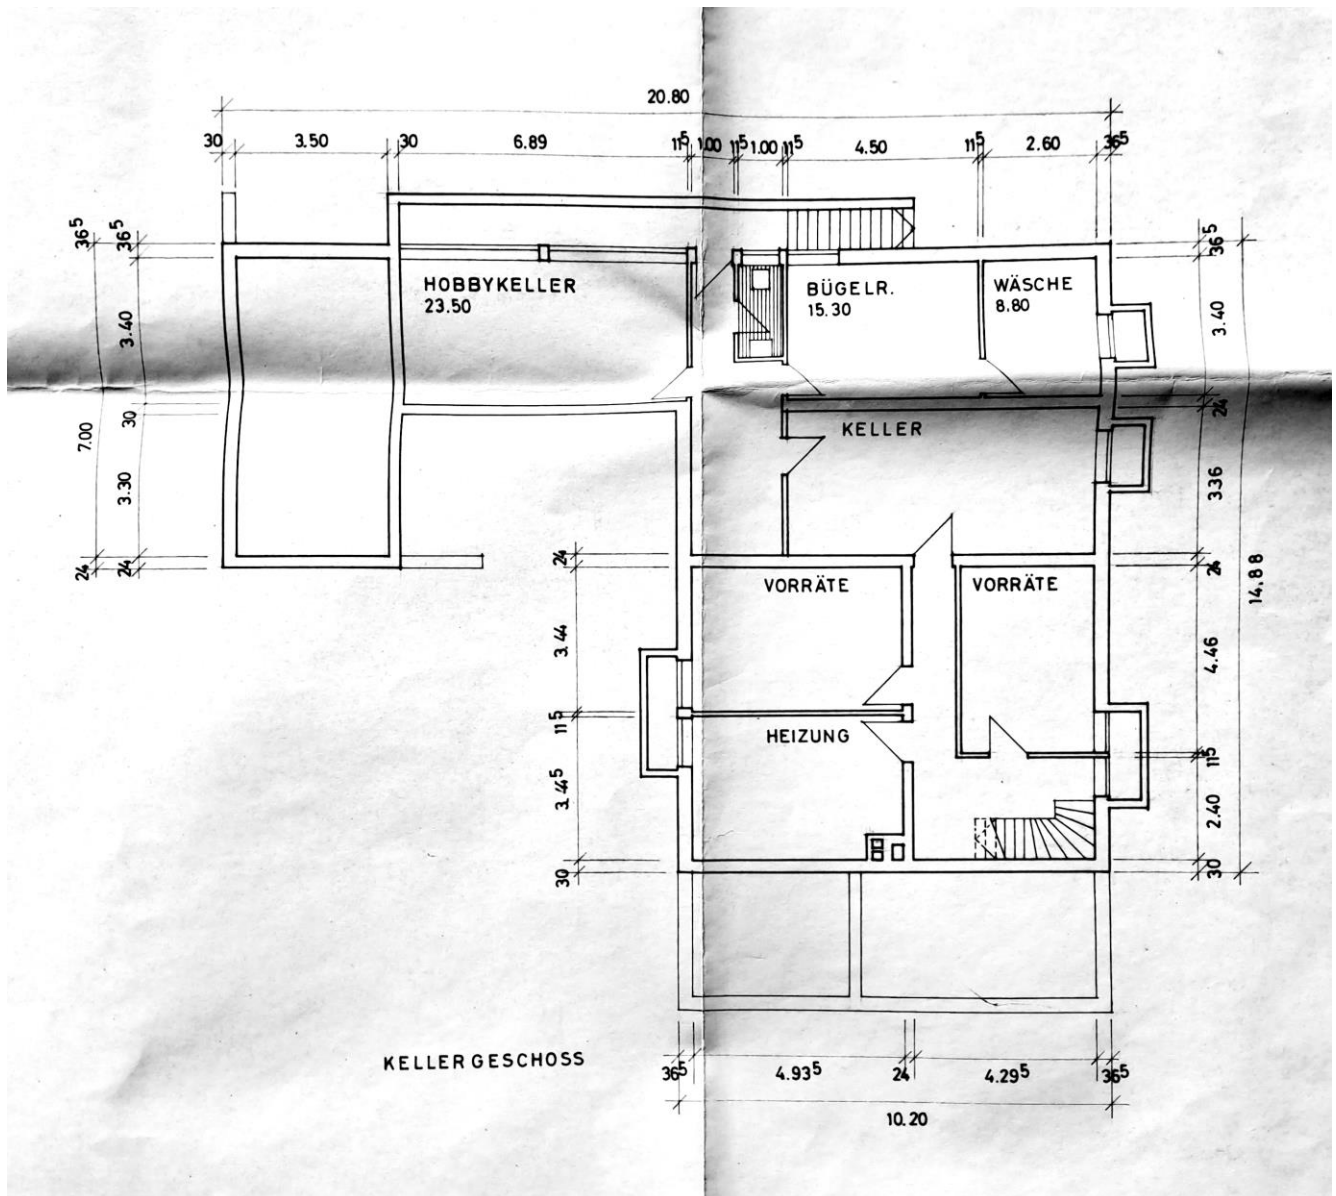 20.80
30 3.50 30 6.89 11⁵ 1.00 11⁵ 1.00 11⁵ 4.50 11⁵ 2.60 36⁵
36⁵
36⁵
36⁵
HOBBYKELLER
23.50
BÜGELR.
15.30
WÄSCHE
8.80
3.40
3.40
30
24
7.00
KELLER
3.30
3.36
24
24
24
24
14.88
VORRÄTE
VORRÄTE
3.44
4.46
11⁵
HEIZUNG
11⁵
3.44⁵
2.40
30
30
KELLERGESCHOSS
36⁵ 4.93⁵ 24 4.29⁵ 36⁵
10.20